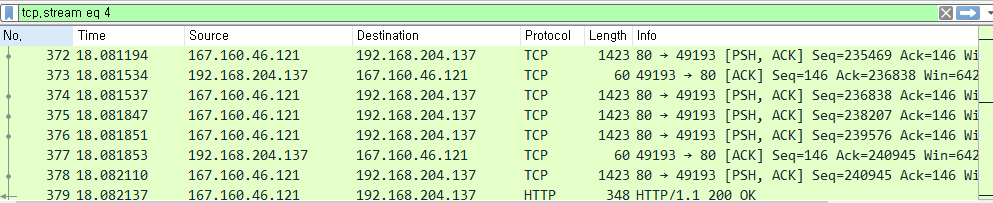 tcp.stream eq 4
No. Time Source Destination Protocol Length Info
372 18.081194 167.160.46.121 192.168.204.137 TCP 1423 80 → 49193 [PSH, ACK] Seq=235469 Ack=146 Wi
373 18.081534 192.168.204.137 167.160.46.121 TCP 60 49193 → 80 [ACK] Seq=146 Ack=236838 Win=642
374 18.081537 167.160.46.121 192.168.204.137 TCP 1423 80 → 49193 [PSH, ACK] Seq=236838 Ack=146 Wi
375 18.081847 167.160.46.121 192.168.204.137 TCP 1423 80 → 49193 [PSH, ACK] Seq=238207 Ack=146 Wi
376 18.081851 167.160.46.121 192.168.204.137 TCP 1423 80 → 49193 [PSH, ACK] Seq=239576 Ack=146 Wi
377 18.081853 192.168.204.137 167.160.46.121 TCP 60 49193 → 80 [ACK] Seq=146 Ack=240945 Win=642
378 18.082110 167.160.46.121 192.168.204.137 TCP 1423 80 → 49193 [PSH, ACK] Seq=240945 Ack=146 Wi
379 18.082137 167.160.46.121 192.168.204.137 HTTP 348 HTTP/1.1 200 OK